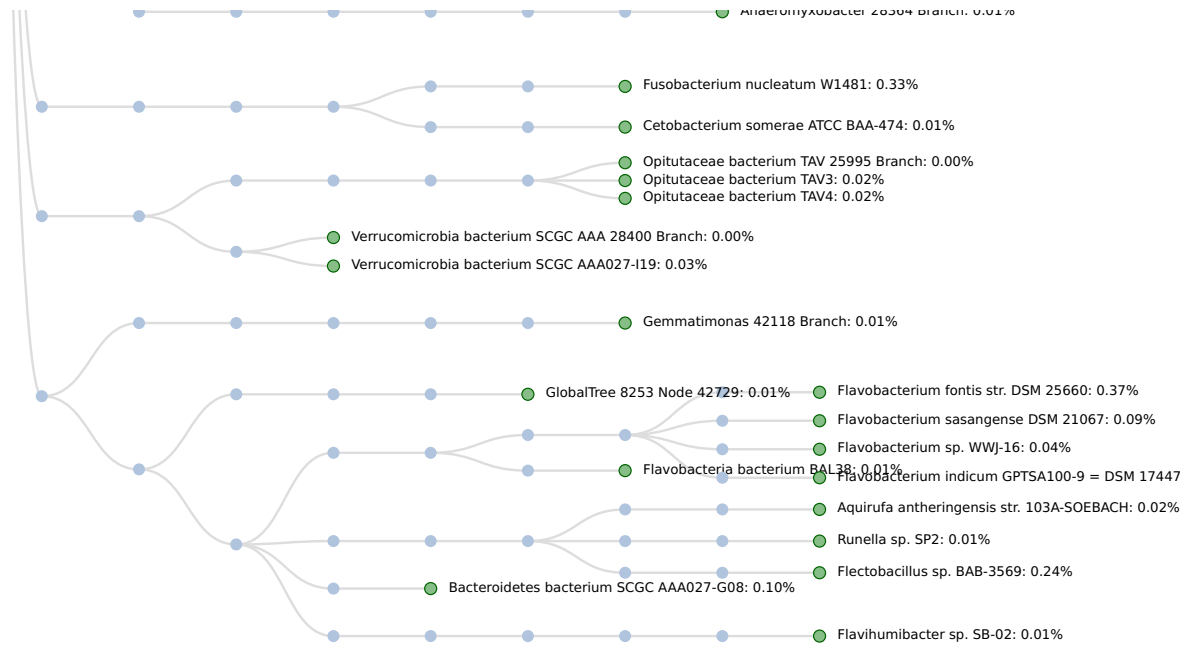 Anaeromyxobacter 28364 Branch: 0.01%
Fusobacterium nucleatum W1481: 0.33%
Cetobacterium somerae ATCC BAA-474: 0.01%
Opitutaceae bacterium TAV 25995 Branch: 0.00%
Opitutaceae bacterium TAV3: 0.02%
Opitutaceae bacterium TAV4: 0.02%
Verrucomicrobia bacterium SCGC AAA 28400 Branch: 0.00%
Verrucomicrobia bacterium SCGC AAA027-I19: 0.03%
Gemmatimonas 42118 Branch: 0.01%
GlobalTree 8253 Node 42729: 0.01%
Flavobacterium fontis str. DSM 25660: 0.37%
Flavobacterium sasangense DSM 21067: 0.09%
Flavobacterium sp. WWJ-16: 0.04%
Flavobacteria bacterium BAL38: 0.01%
Flavobacterium indicum GPTSA100-9 = DSM 17447
Aquirufa antheringensis str. 103A-SOEBACH: 0.02%
Runella sp. SP2: 0.01%
Flectobacillus sp. BAB-3569: 0.24%
Bacteroidetes bacterium SCGC AAA027-G08: 0.10%
Flavihumibacter sp. SB-02: 0.01%